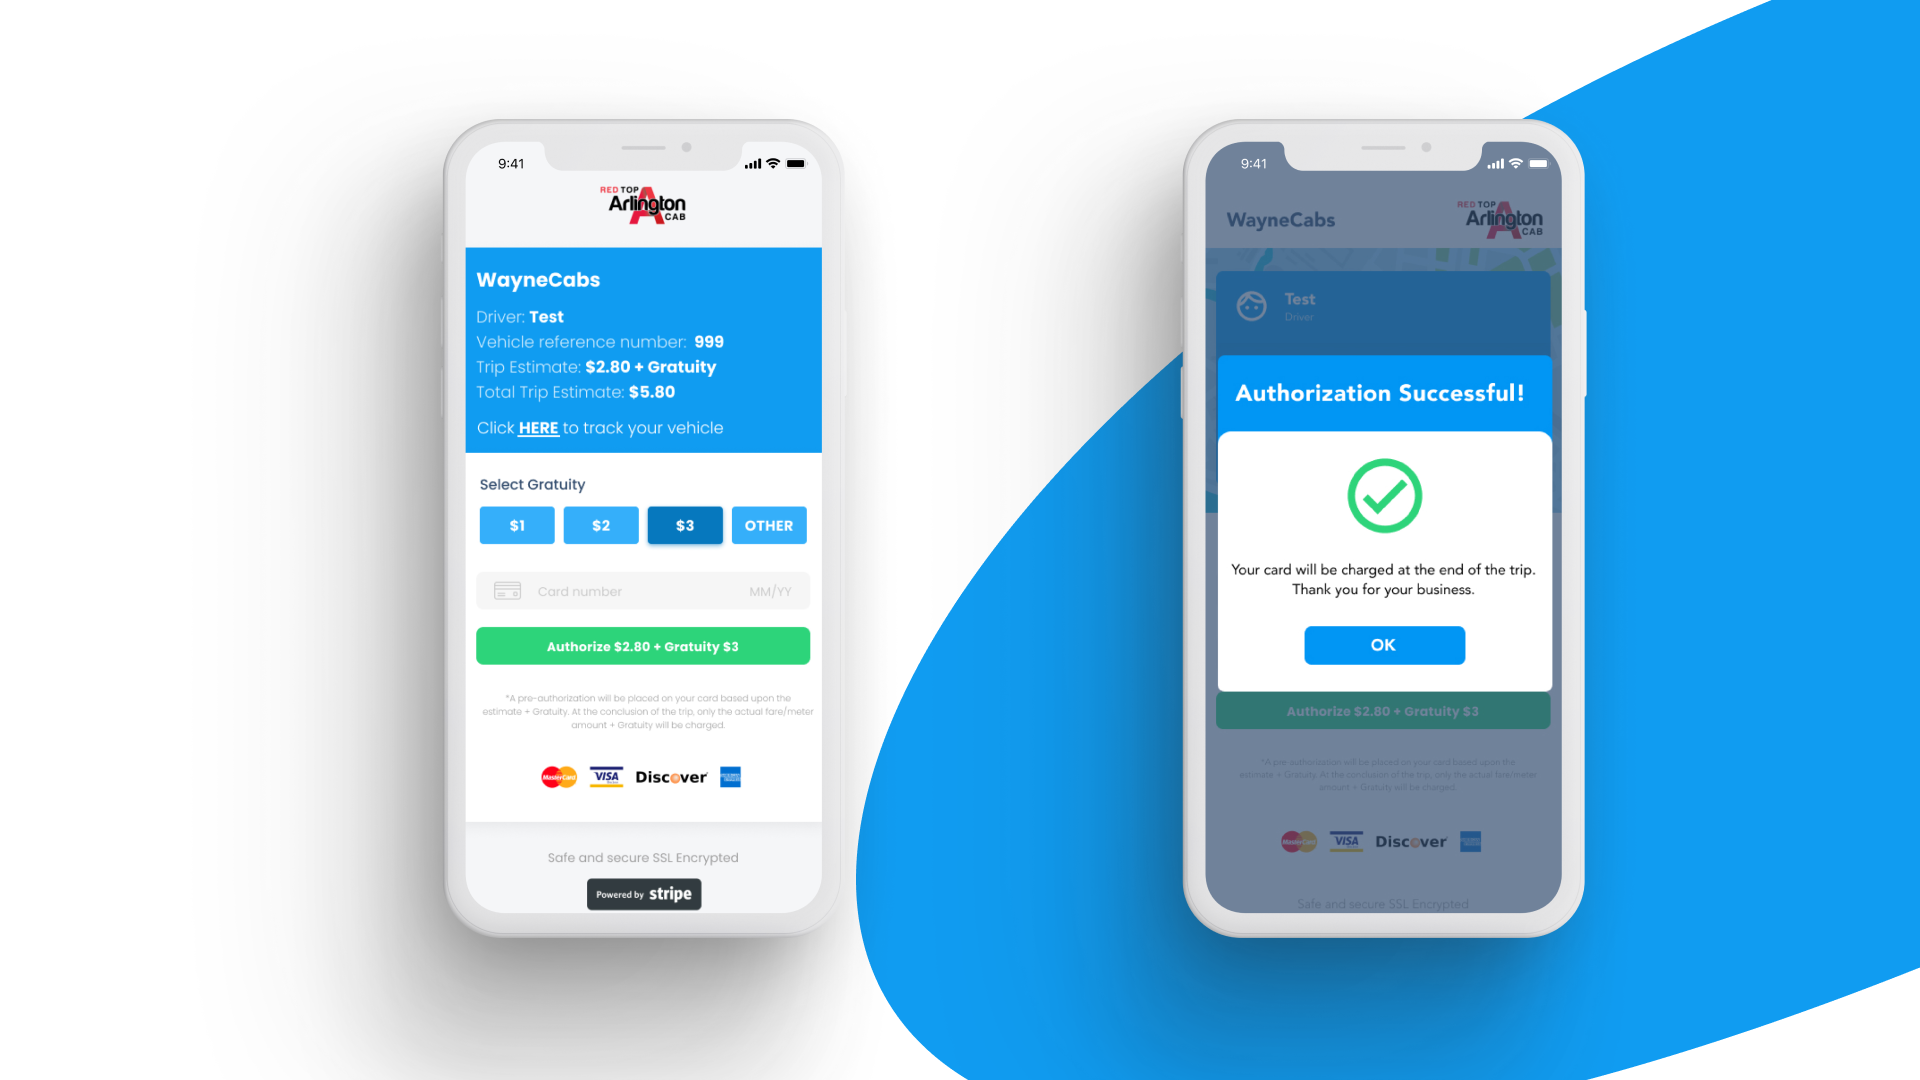 9:41
RED TOP
Arlington
CAB
WayneCabs
Driver: Test
Vehicle reference number: 999
Trip Estimate: $2.80 + Gratuity
Total Trip Estimate: $5.80
Click HERE to track your vehicle
Select Gratuity
$1 $2 $3 OTHER
Card number MM/YY
Authorize $2.80 + Gratuity $3
*A pre-authorization will be placed on your card based upon the
estimate + Gratuity. At the conclusion of the trip, only the actual fare/meter
amount + Gratuity will be charged.
MasterCard VISA Discover
Safe and secure SSL Encrypted
Powered by stripe
9:41
WayneCabs
RED TOP
Arlington
CAB
Test
Driver
Authorization Successful!
Your card will be charged at the end of the trip.
Thank you for your business.
OK
Authorize $2.80 + Gratuity $3
*A pre-authorization will be placed on your card based upon the
estimate + Gratuity. At the conclusion of the trip, only the actual fare/meter
amount + Gratuity will be charged.
MasterCard VISA Discover
Safe and secure SSL Encrypted